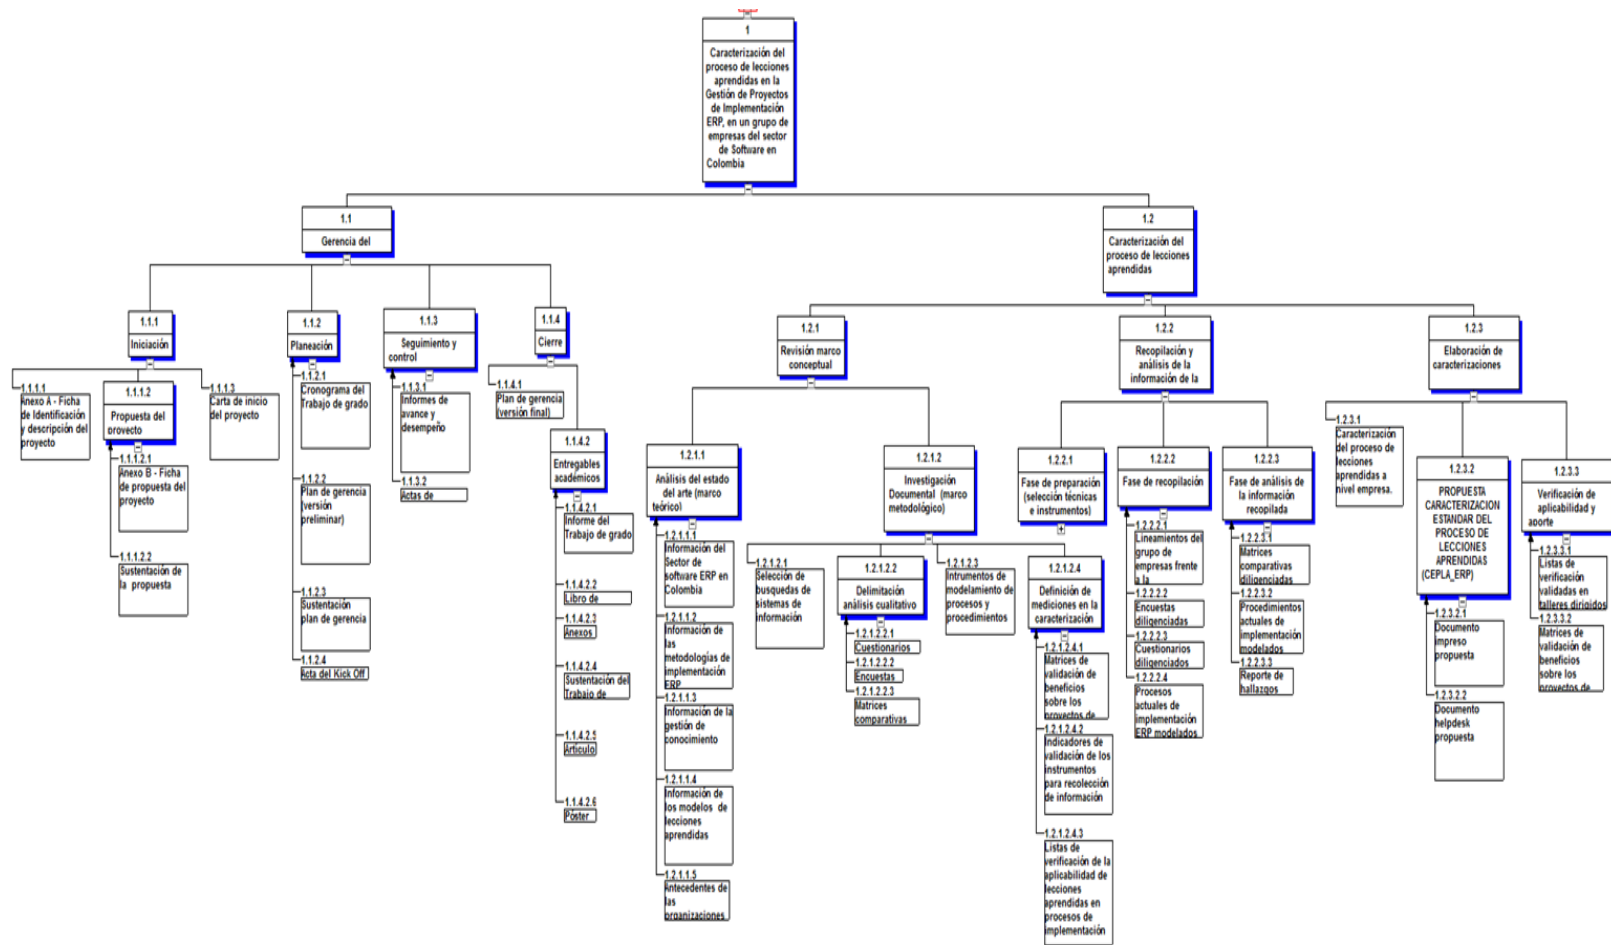 1
Caracterización del
proceso de lecciones
aprendidas en la
Gestión de Proyectos
de Implementación
ERP, en un grupo de
empresas del sector
de Software en
Colombia
1.1
Gerencia del
1.2
Caracterización del
proceso de lecciones
aprendidas
1.1.1
Iniciación
1.1.2
Planeación
1.1.3
Seguimiento y
control
1.1.4
Cierre
1.2.1
Revisión marco
conceptual
1.2.2
Recopilación y
análisis de la
información de la
1.2.3
Elaboración de
caracterizaciones
1.1.1.1
Anexo A - Ficha
de Identificación
y descripción del
proyecto
1.1.1.2
Propuesta del
proyecto
1.1.1.2.1
Anexo B - Ficha
de propuesta del
proyecto
1.1.1.2.2
Sustentación de
la propuesta
1.1.1.3
Carta de inicio
del proyecto
1.1.2.1
Cronograma del
Trabajo de grado
1.1.2.2
Plan de gerencia
(versión
preliminar)
1.1.2.3
Sustentación
plan de gerencia
1.1.2.4
Acta del Kick Off
1.1.3.1
Informes de
avance y
desempeño
1.1.3.2
Actas de
1.1.4.1
Plan de gerencia
(versión final)
1.1.4.2
Entregables
académicos
1.1.4.2.1
Informe del
Trabajo de grado
1.1.4.2.2
Libro de
1.1.4.2.3
Anexos
1.1.4.2.4
Sustentación del
Trabajo de
1.1.4.2.5
Artículo
1.1.4.2.6
Póster
1.2.1.1
Análisis del estado
del arte (marco
teórico)
1.2.1.1.1
Información del
Sector de
software ERP en
Colombia
1.2.1.1.2
Información de
las
metodologías de
implementación
ERP
1.2.1.1.3
Información de la
gestión de
conocimiento
1.2.1.1.4
Información de
los modelos de
lecciones
aprendidas
1.2.1.1.5
Antecedentes de
las
organizaciones
1.2.1.2
Investigación
Documental (marco
metodológico)
1.2.1.2.1
Selección de
busquedas de
sistemas de
información
1.2.1.2.2
Delimitación
análisis cualitativo
1.2.1.2.2.1
Cuestionarios
1.2.1.2.2.2
Encuestas
1.2.1.2.2.3
Matrices
comparativas
1.2.1.2.3
Intrumentos de
modelamiento de
procesos y
procedimientos
1.2.1.2.4
Definición de
mediciones en la
caracterización
1.2.1.2.4.1
Matrices de
validación de
beneficios
sobre los
proyectos de
1.2.1.2.4.2
Indicadores de
validación de los
instrumentos
para recolección
de información
1.2.1.2.4.3
Listas de
verificación de la
aplicabilidad de
lecciones
aprendidas en
procesos de
implementación
1.2.2.1
Fase de preparación
(selección técnicas
e instrumentos)
1.2.2.2
Fase de recopilación
1.2.2.2.1
Lineamientos del
grupo de
empresas frente
a la
1.2.2.2.2
Encuestas
diligenciadas
1.2.2.2.3
Cuestionarios
diligenciados
1.2.2.2.4
Procesos
actuales de
implementación
ERP modelados
1.2.2.3
Fase de análisis de
la información
recopilada
1.2.2.3.1
Matrices
comparativas
diligenciadas
1.2.2.3.2
Procedimientos
actuales de
implementación
modelados
1.2.2.3.3
Reporte de
hallazgos
1.2.3.1
Caracterización
del proceso de
lecciones
aprendidas a
nivel empresa.
1.2.3.2
PROPUESTA
CARACTERIZACION
ESTANDAR DEL
PROCESO DE
LECCIONES
APRENDIDAS
(CEPLA_ERP)
1.2.3.2.1
Documento
impreso
propuesta
1.2.3.2.2
Documento
helpdesk
propuesta
1.2.3.3
Verificación de
aplicabilidad y
aporte
1.2.3.3.1
Listas de
verificación
validadas en
talleres dirigidos
1.2.3.3.2
Matrices de
validación de
beneficios
sobre los
proyectos de